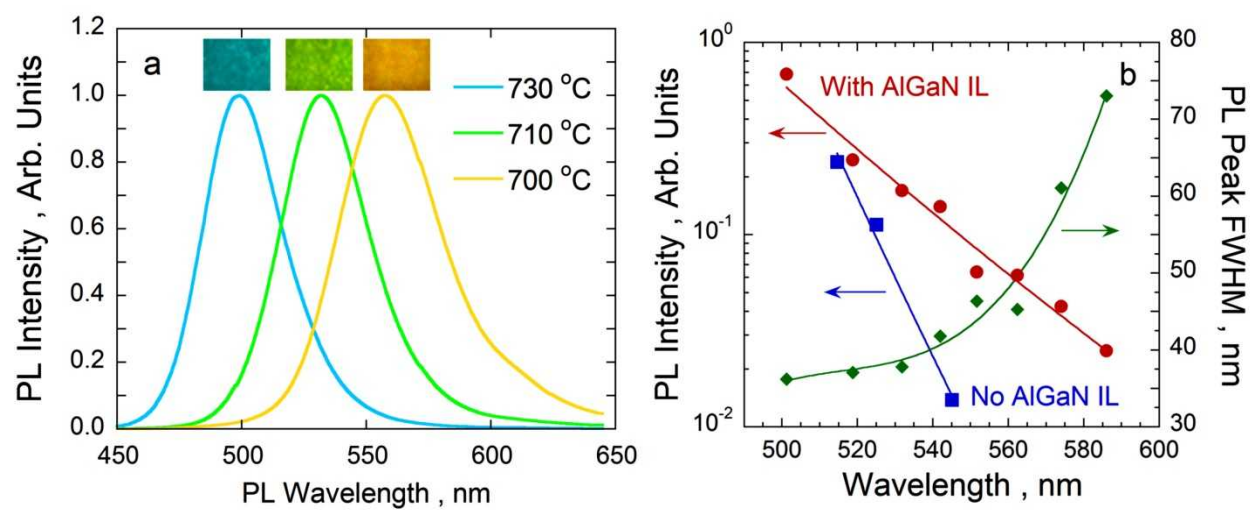 a
730 °C
710 °C
700 °C
1.2
1.0
0.8
0.6
0.4
0.2
0.0
450 500 550 600 650
PL Intensity , Arb. Units
PL Wavelength , nm
b
With AlGaN IL
No AlGaN IL
10⁰
10⁻¹
10⁻²
80
70
60
50
40
30
500 520 540 560 580 600
PL Intensity , Arb. Units
PL Peak FWHM , nm
Wavelength , nm